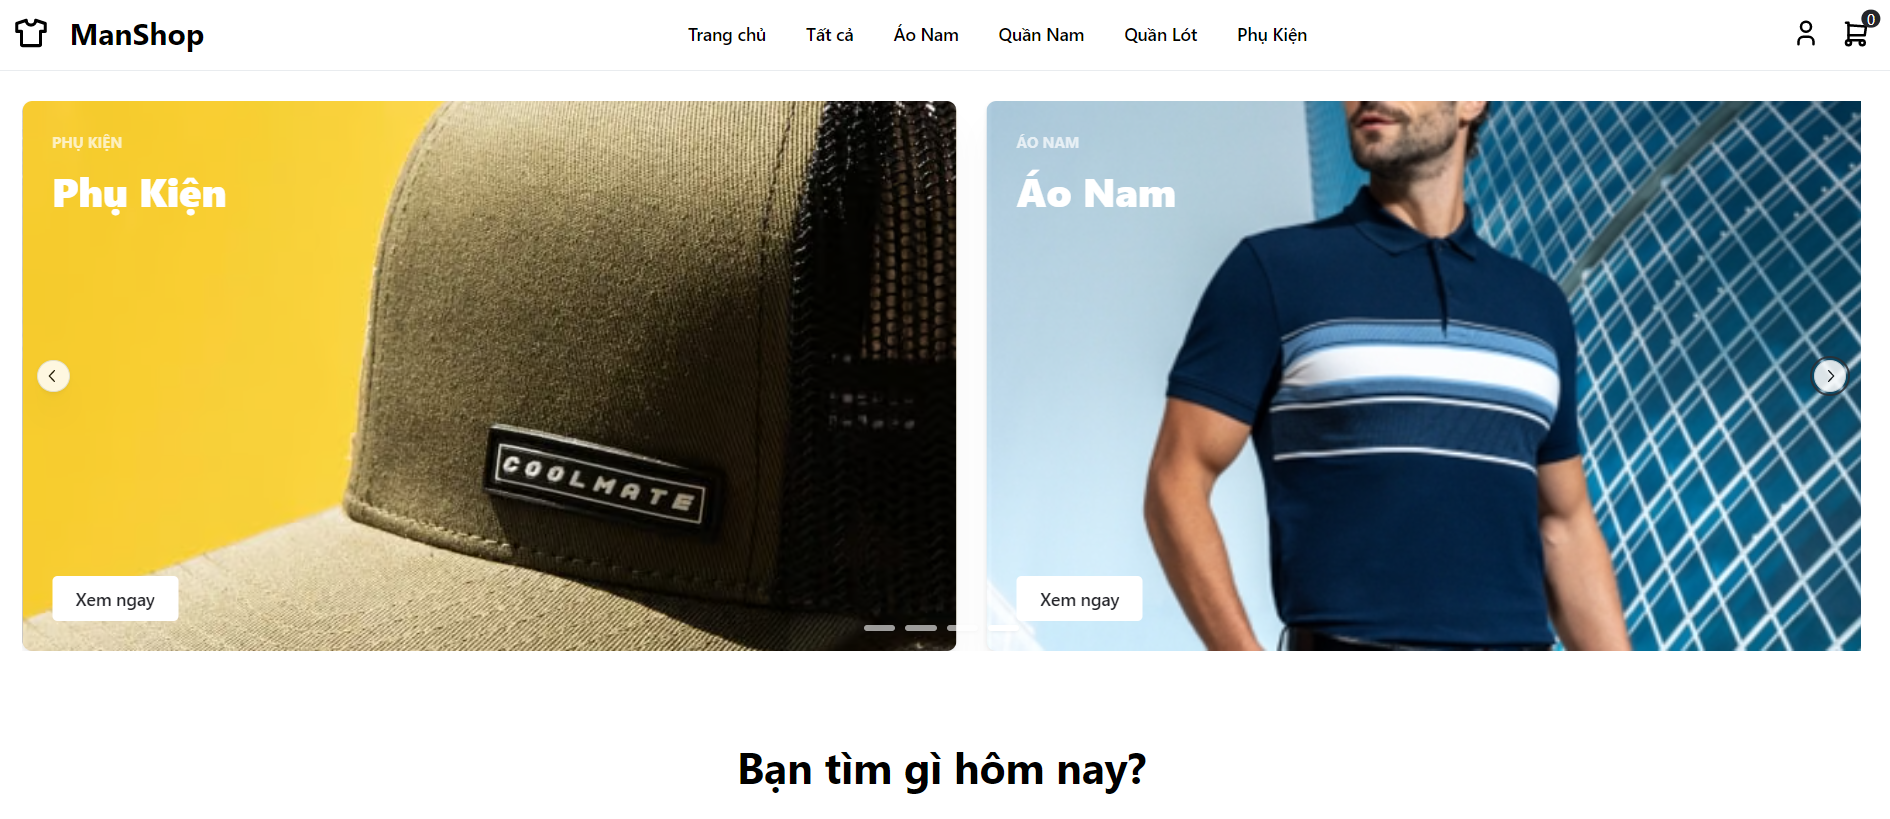 ManShop
Trang chủ
Tất cả
Áo Nam
Quần Nam
Quần Lót
Phụ Kiện
0
PHỤ KIỆN
Phụ Kiện
COOLMATE
Xem ngay
ÁO NAM
Áo Nam
Xem ngay
Bạn tìm gì hôm nay?